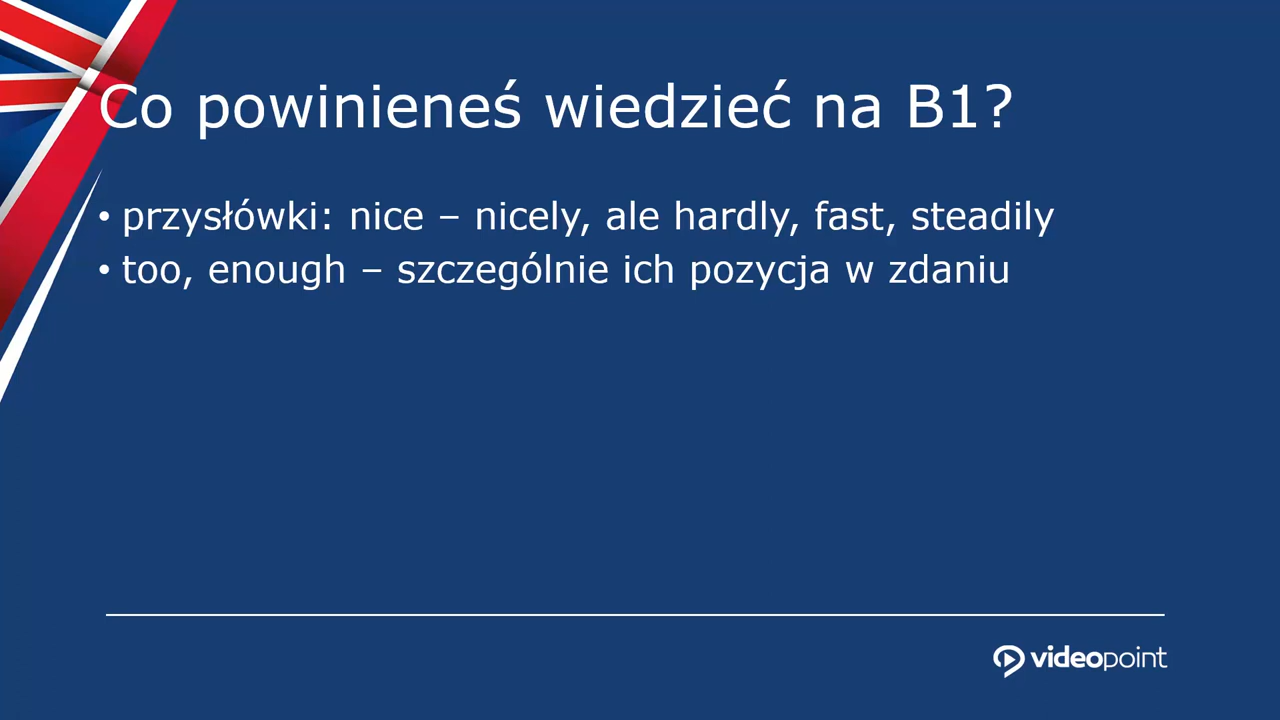 Co powinieneś wiedzieć na B1?
• przysłówki: nice – nicely, ale hardly, fast, steadily
• too, enough – szczególnie ich pozycja w zdaniu
videopoint